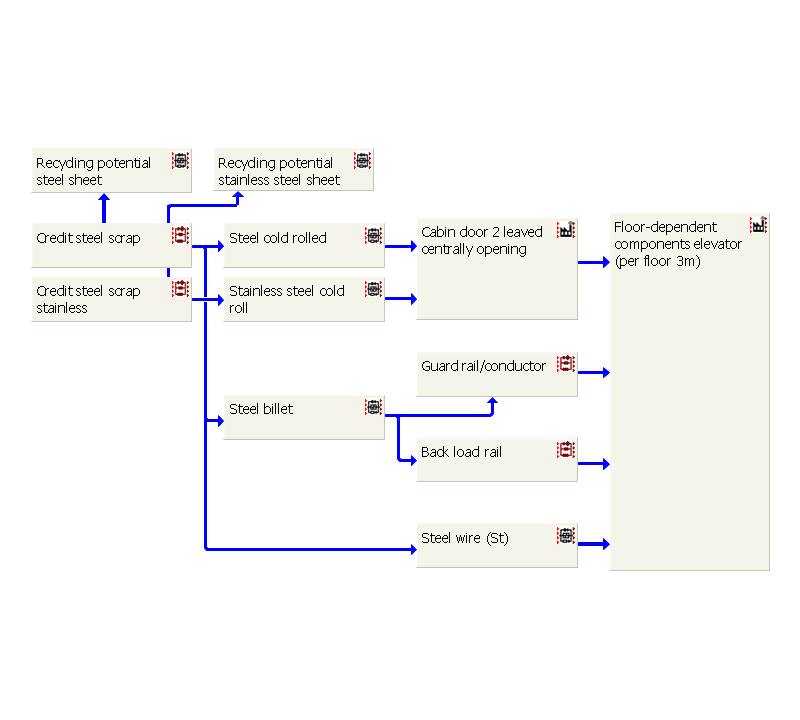 Recyding potential
steel sheet
Recyding potential
stainless steel sheet
Credit steel scrap
Steel cold rolled
Cabin door 2 leaved
centrally opening
Floor-dependent
components elevator
(per floor 3m)
Credit steel scrap
stainless
Stainless steel cold
roll
Guard rail/conductor
Steel billet
Back load rail
Steel wire (St)